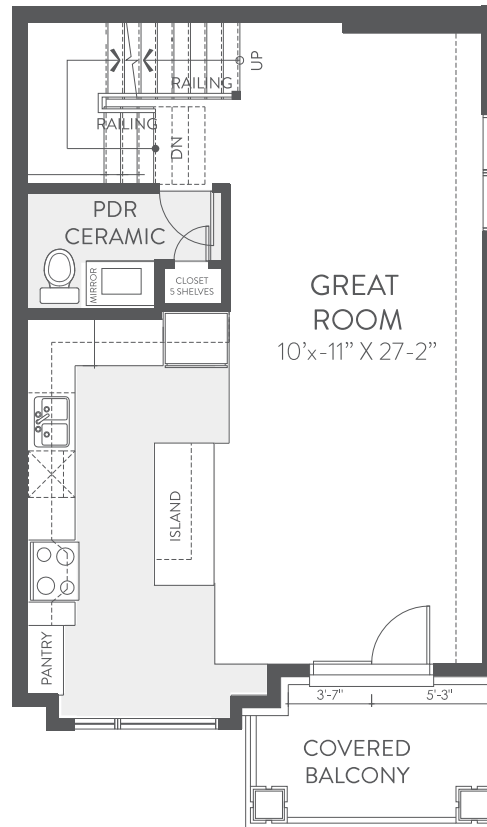 UP
RAILING
RAILING
DN
PDR
CERAMIC
MIRROR
CLOSET
5 SHELVES
GREAT
ROOM
10'x-11” X 27-2”
ISLAND
PANTRY
3'-7"
5'-3"
COVERED
BALCONY